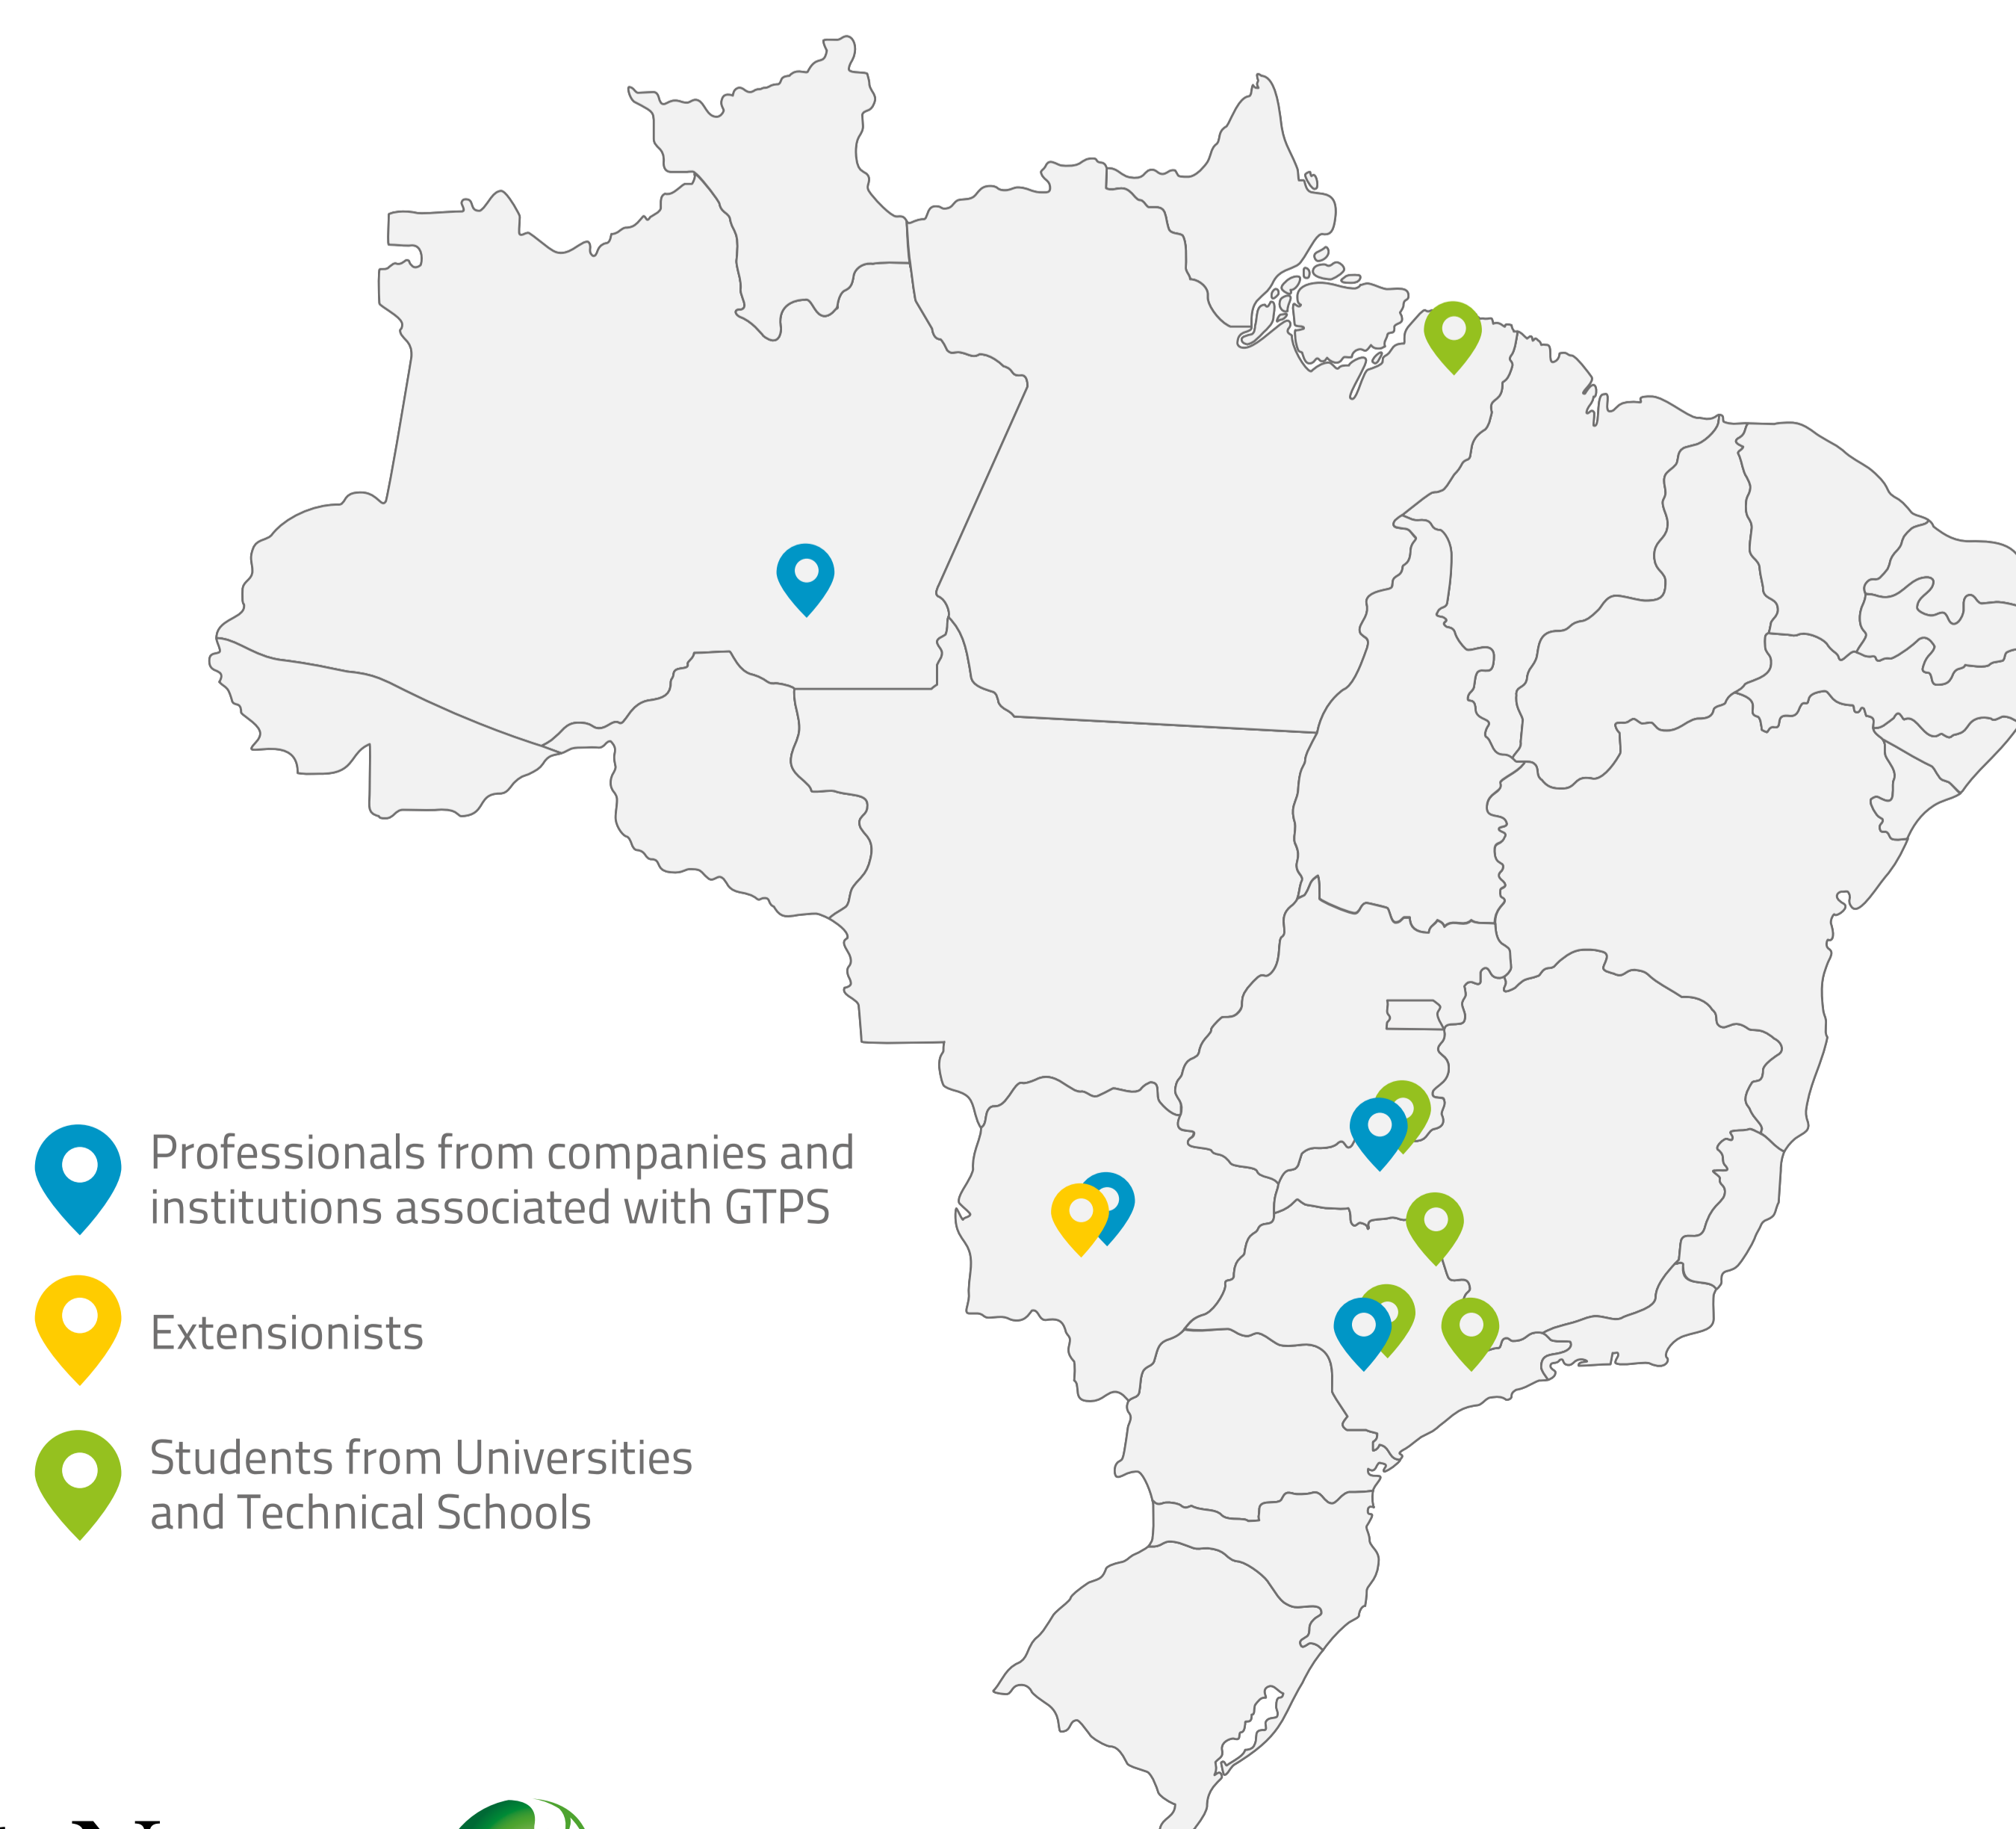 Professionals from companies and
institutions associated with GTPS
Extensionists
Students from Universities
and Technical Schools